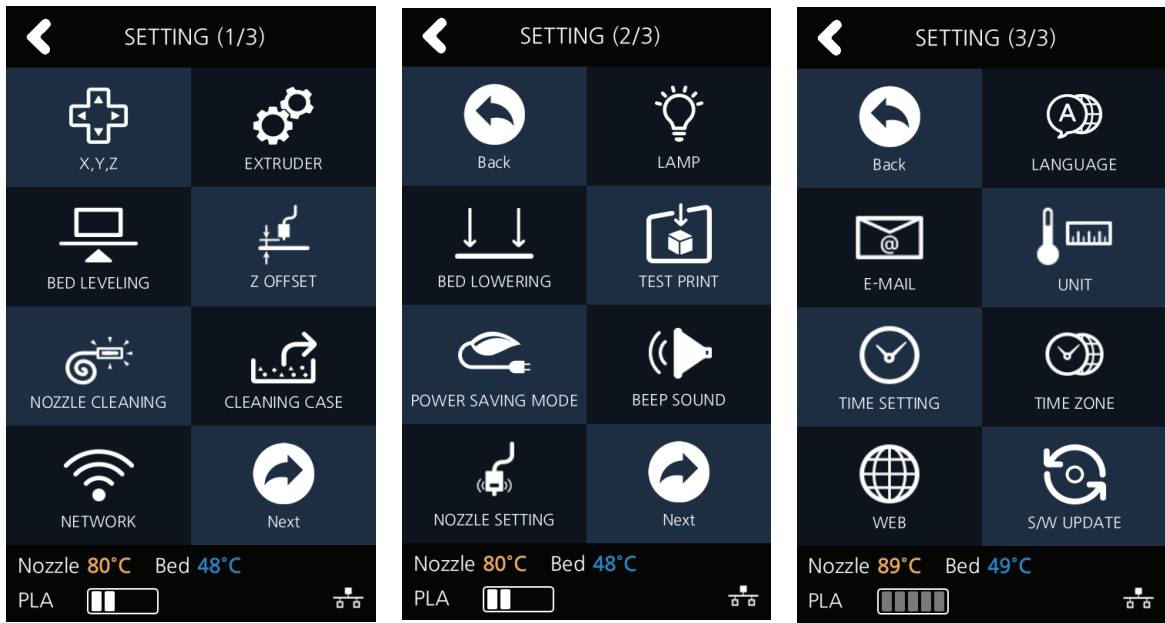 SETTING (1/3)
X,Y,Z
EXTRUDER
BED LEVELING
Z OFFSET
NOZZLE CLEANING
CLEANING CASE
NETWORK
Next
Nozzle 80°C Bed 48°C
PLA
SETTING (2/3)
Back
LAMP
BED LOWERING
TEST PRINT
POWER SAVING MODE
BEEP SOUND
NOZZLE SETTING
Next
Nozzle 80°C Bed 48°C
PLA
SETTING (3/3)
Back
A
LANGUAGE
@
E-MAIL
UNIT
TIME SETTING
TIME ZONE
WEB
S/W UPDATE
Nozzle 89°C Bed 49°C
PLA